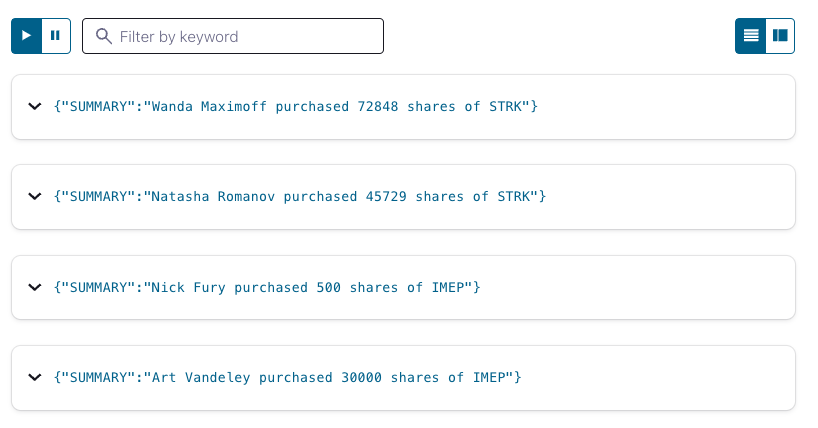 Filter by keyword
{"SUMMARY":"Wanda Maximoff purchased 72848 shares of STRK"}
{"SUMMARY":"Natasha Romanov purchased 45729 shares of STRK"}
{"SUMMARY":"Nick Fury purchased 500 shares of IMEP"}
{"SUMMARY":"Art Vandeley purchased 30000 shares of IMEP"}